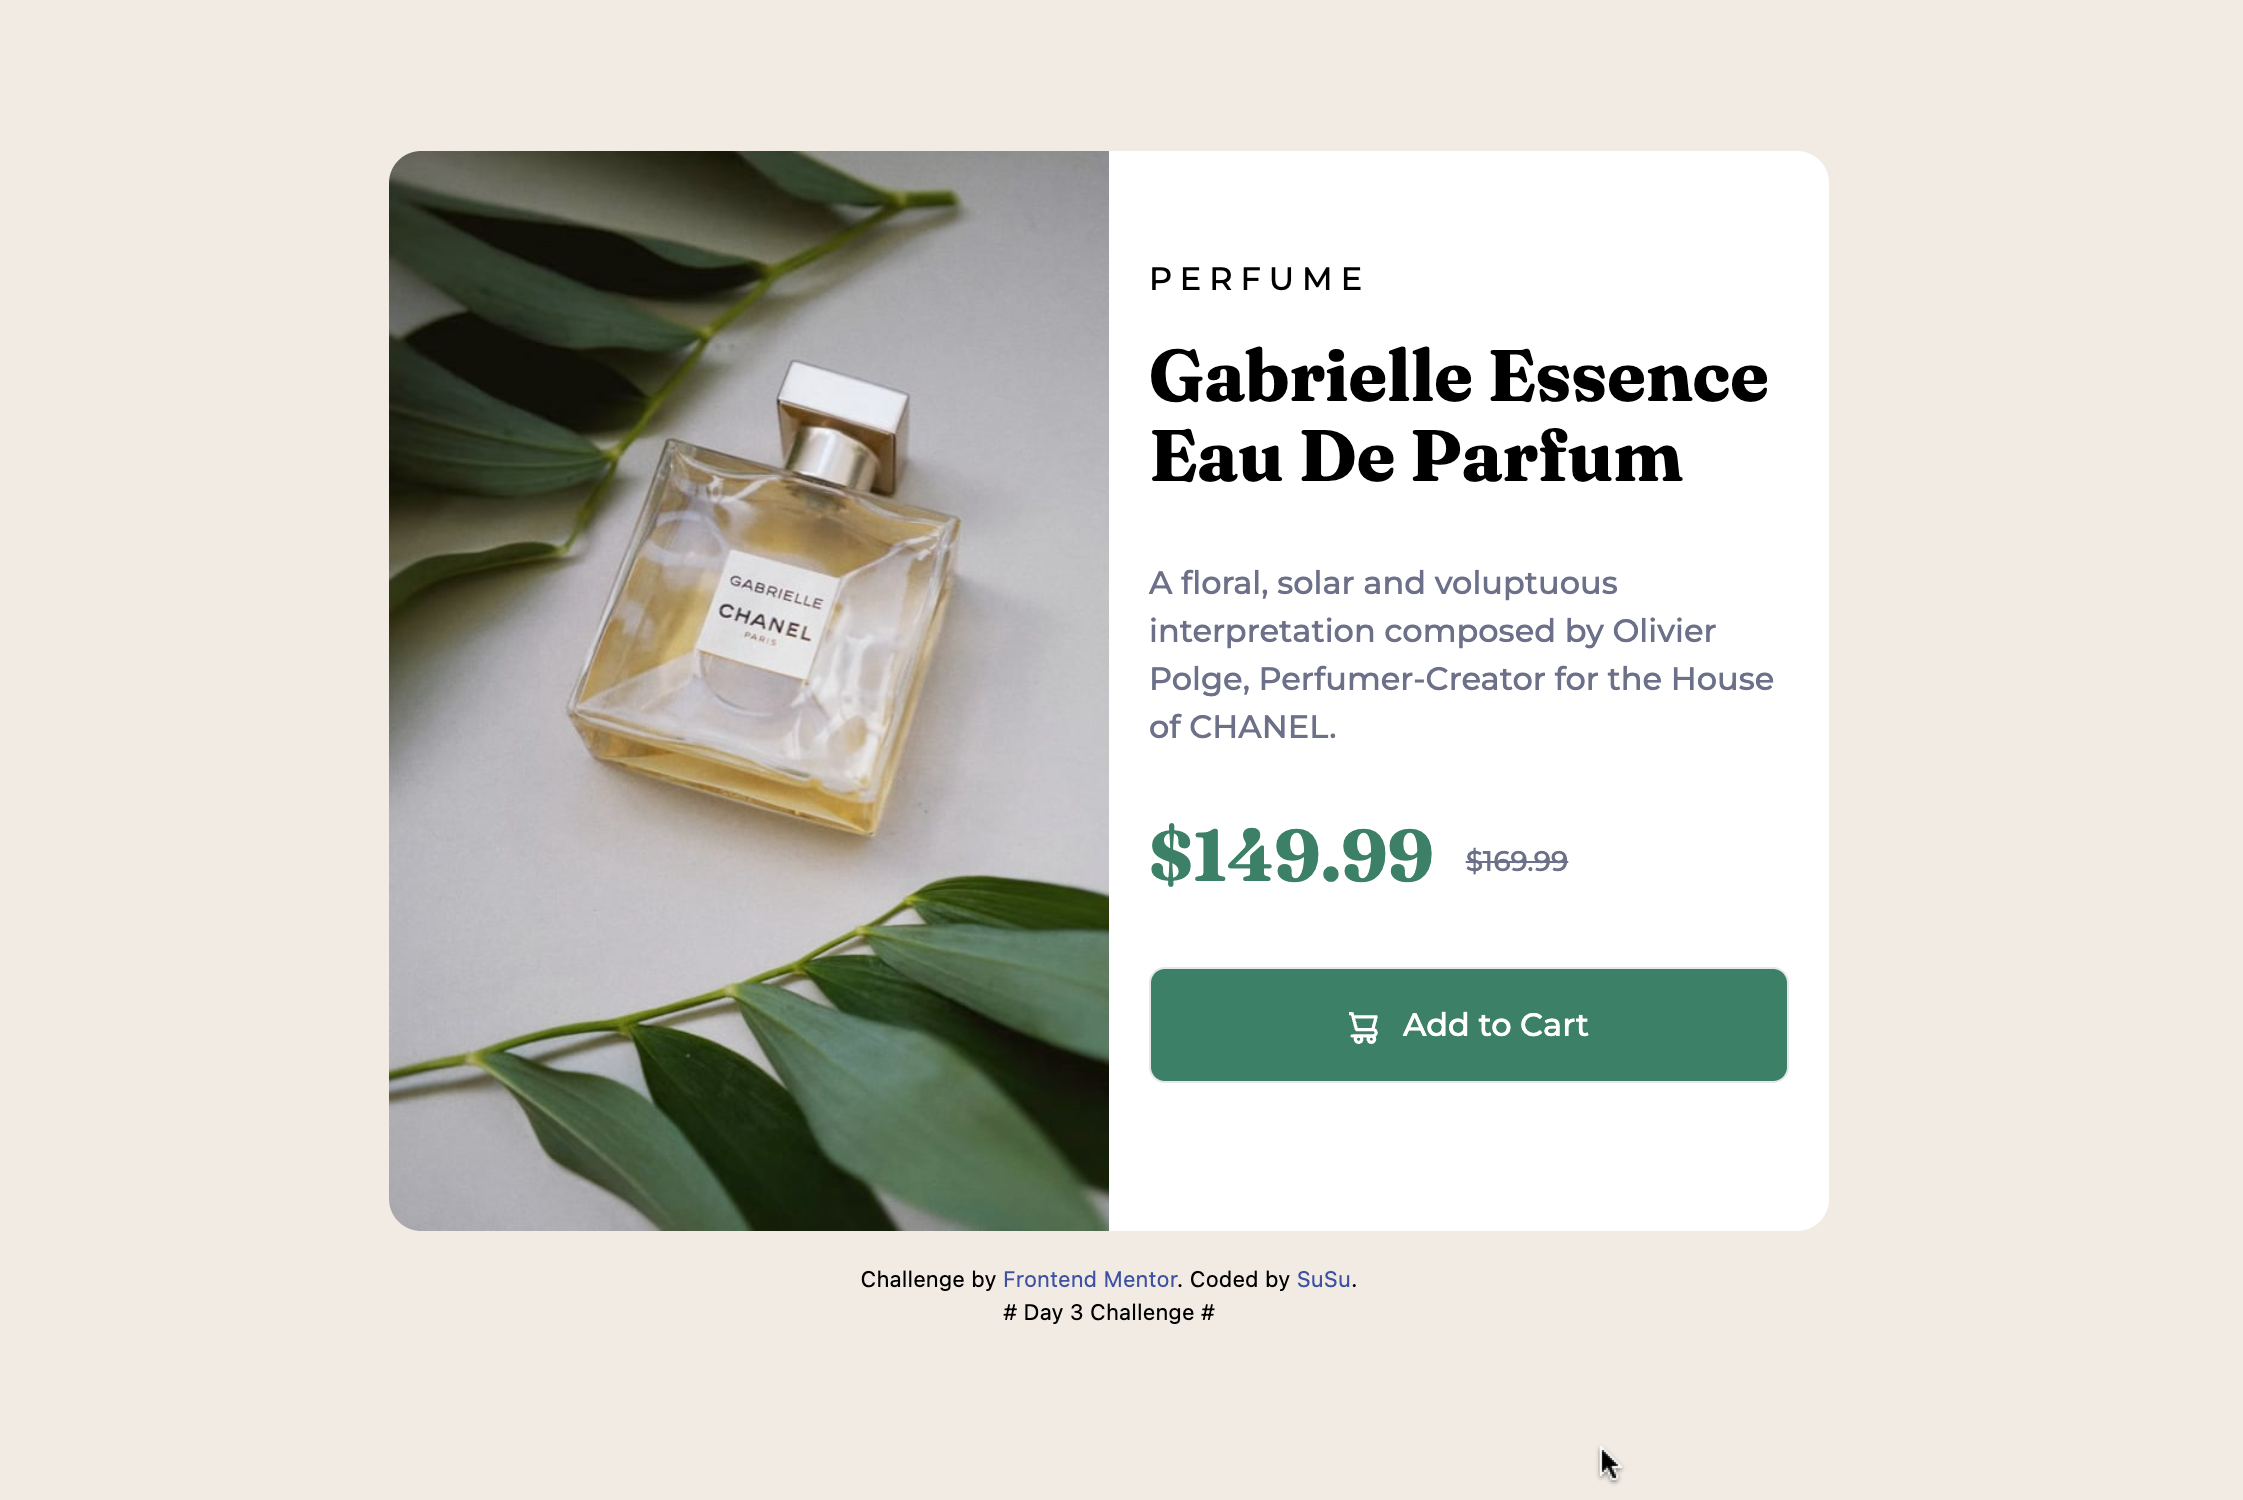 GABRIELLE
CHANEL
PARIS
PERFUME
Gabrielle Essence
Eau De Parfum
A floral, solar and voluptuous
interpretation composed by Olivier
Polge, Perfumer-Creator for the House
of CHANEL.
$149.99 $169.99
Add to Cart
Challenge by Frontend Mentor. Coded by SuSu.
# Day 3 Challenge #